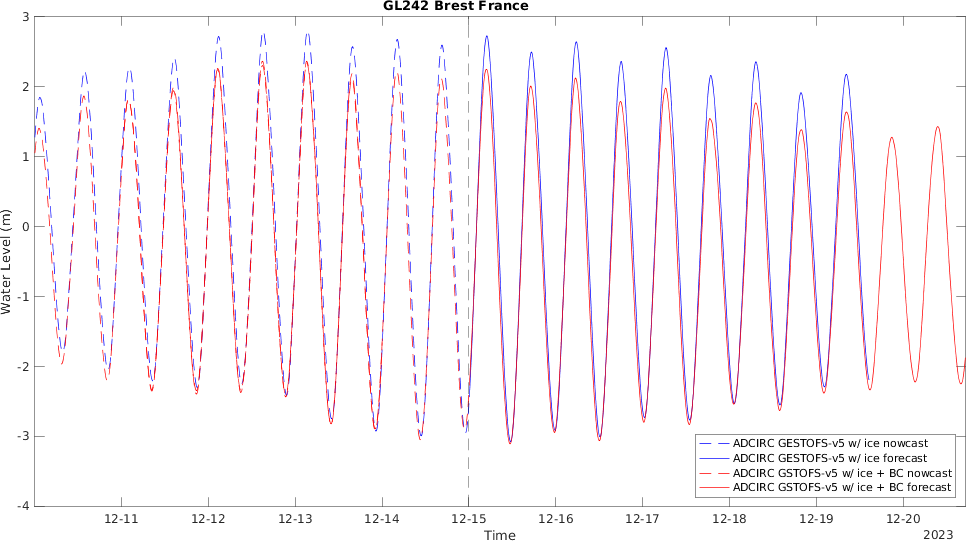 GL242 Brest France
3
2
1
0
-1
-2
-3
-4
Water Level (m)
ADCIRC GESTOFS-v5 w/ ice nowcast
ADCIRC GESTOFS-v5 w/ ice forecast
ADCIRC GSTOFS-v5 w/ ice + BC nowcast
ADCIRC GSTOFS-v5 w/ ice + BC forecast
12-11 12-12 12-13 12-14 12-15 12-16 12-17 12-18 12-19 12-20
Time
2023